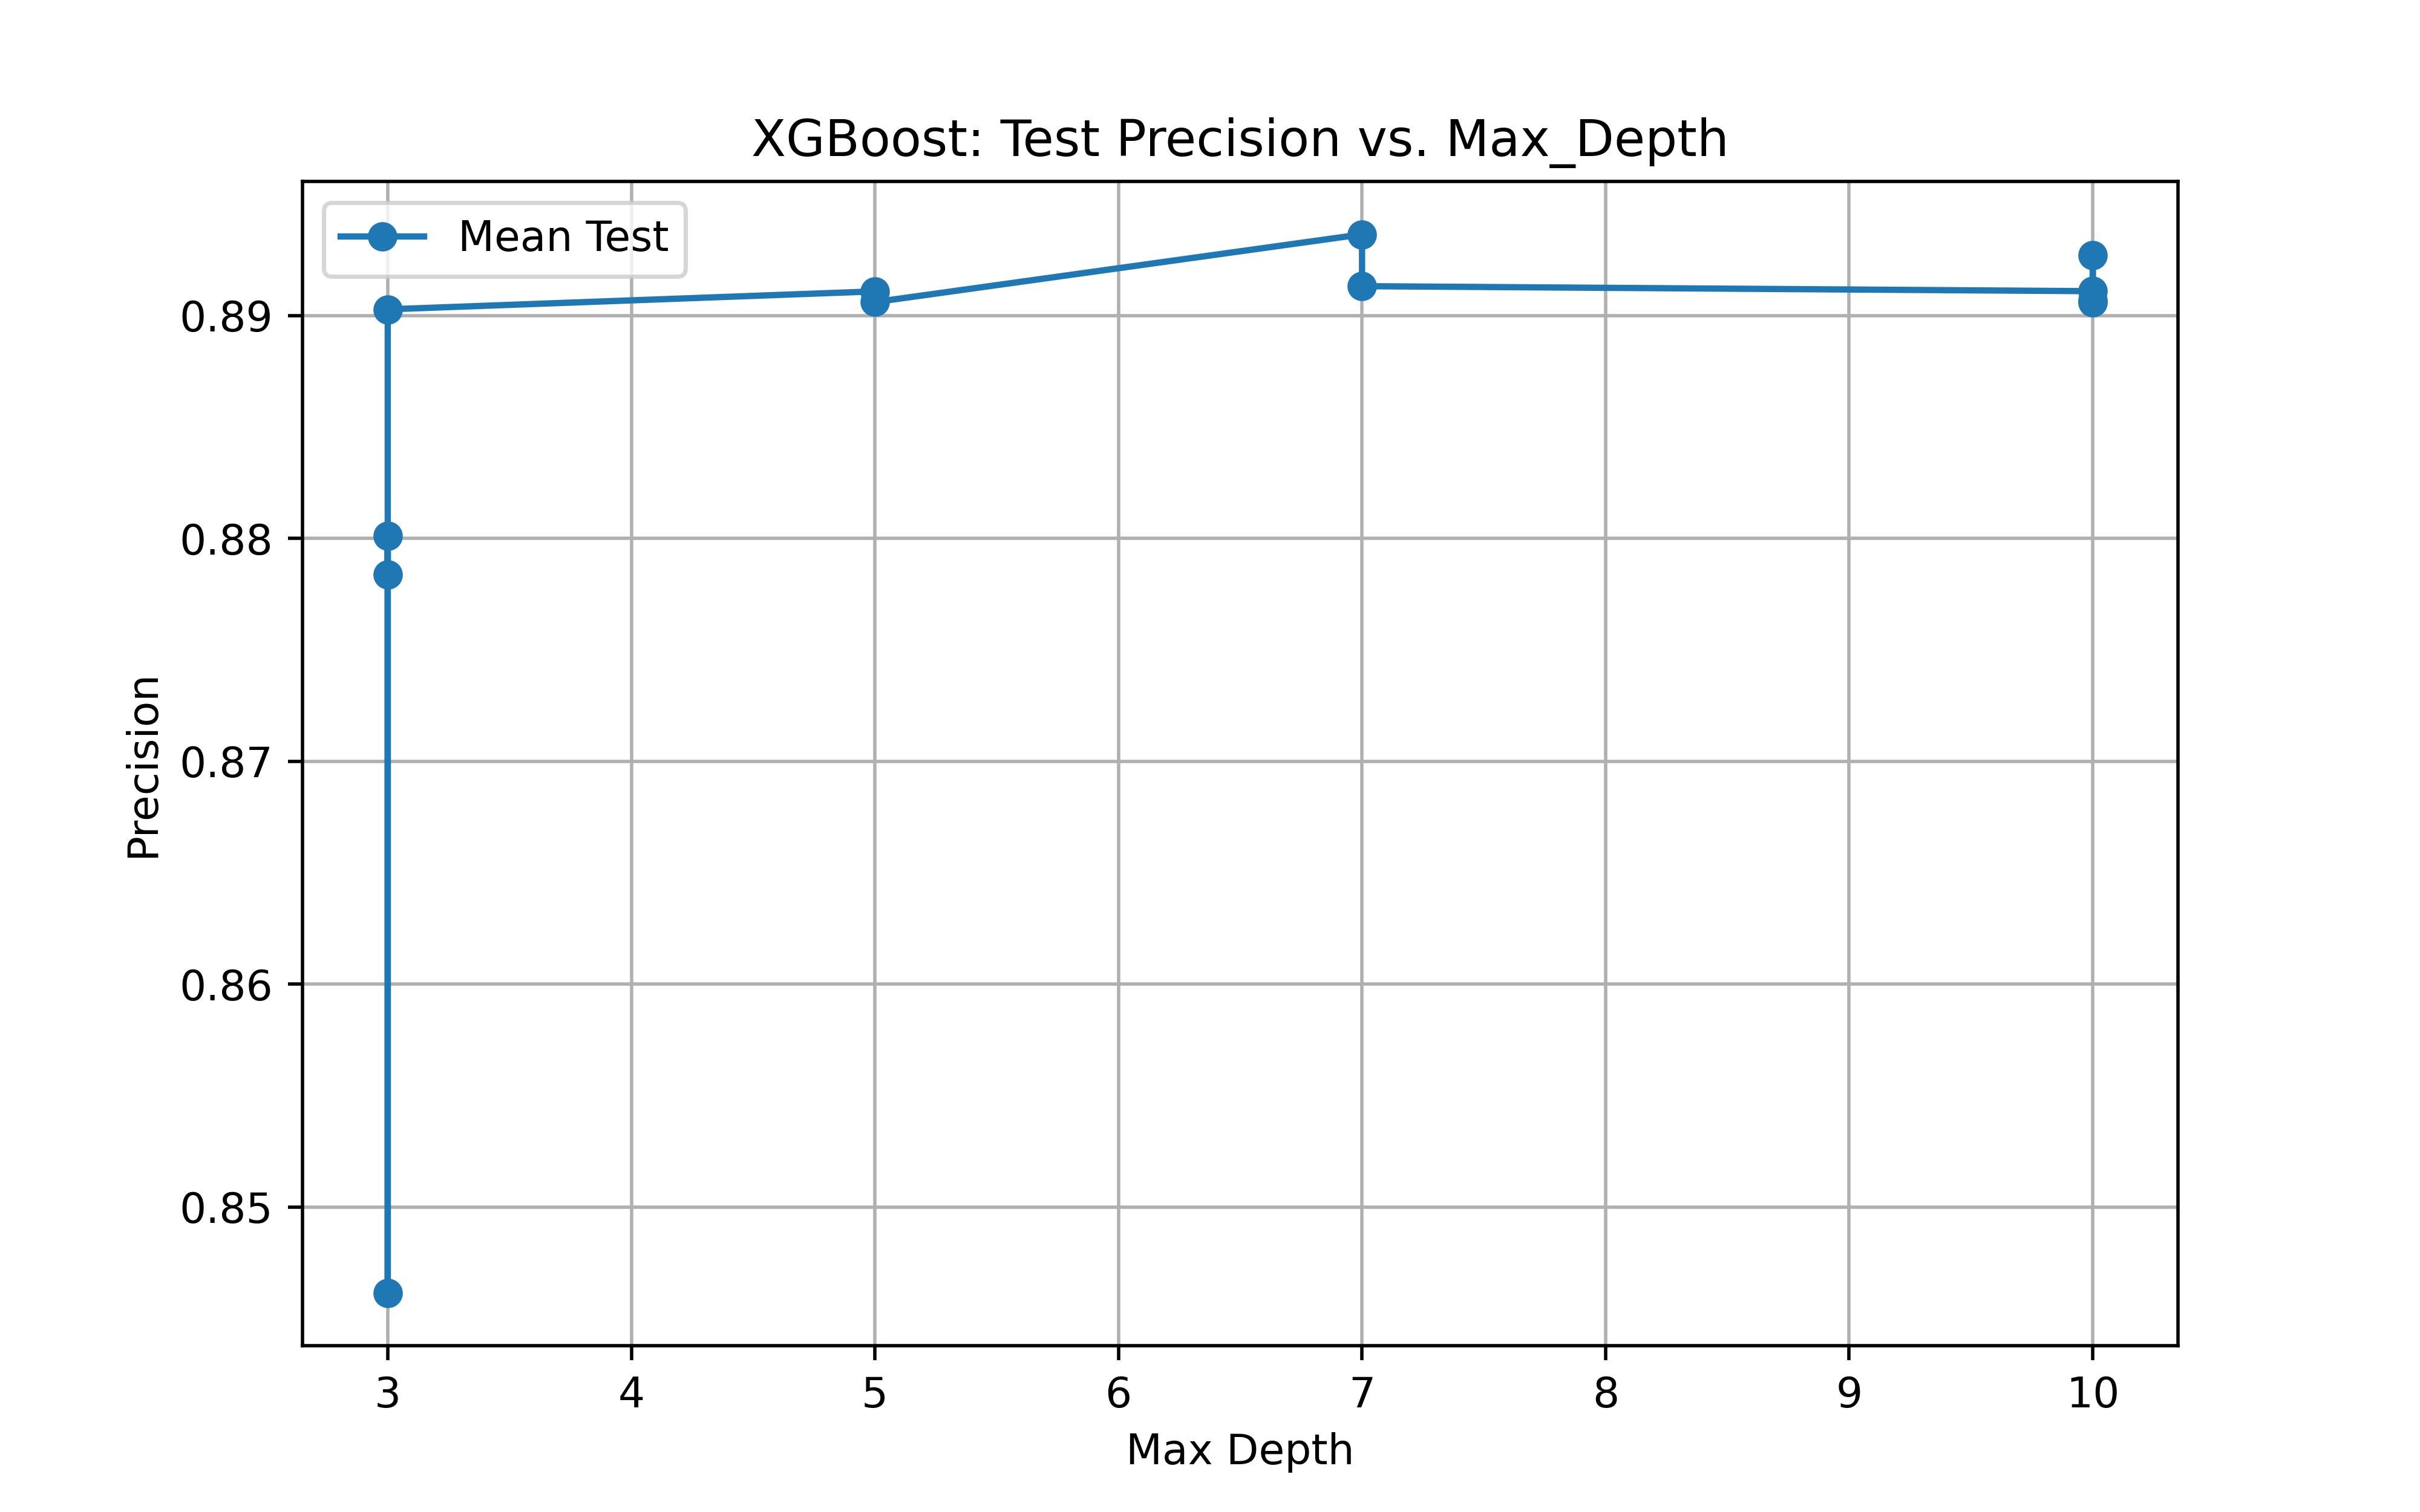 XGBoost: Test Precision vs. Max_Depth
Mean Test
Precision
0.89
0.88
0.87
0.86
0.85
3 4 5 6 7 8 9 10
Max Depth